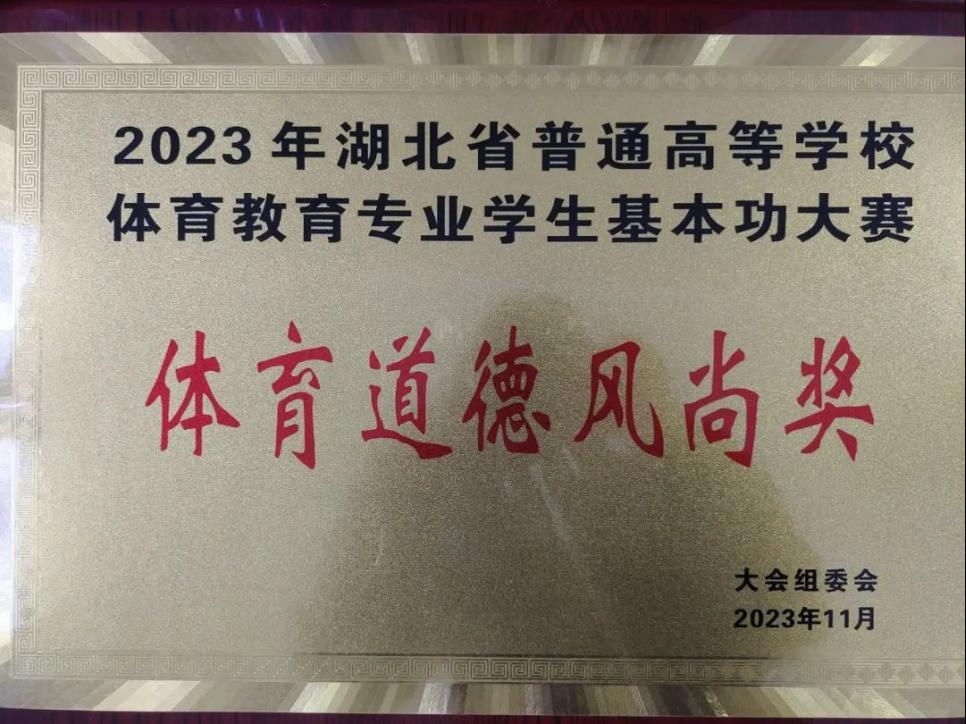 2023年湖北省普通高等学校
体育教育专业学生基本功大赛
体育道德风尚奖
大会组委会
2023年11月